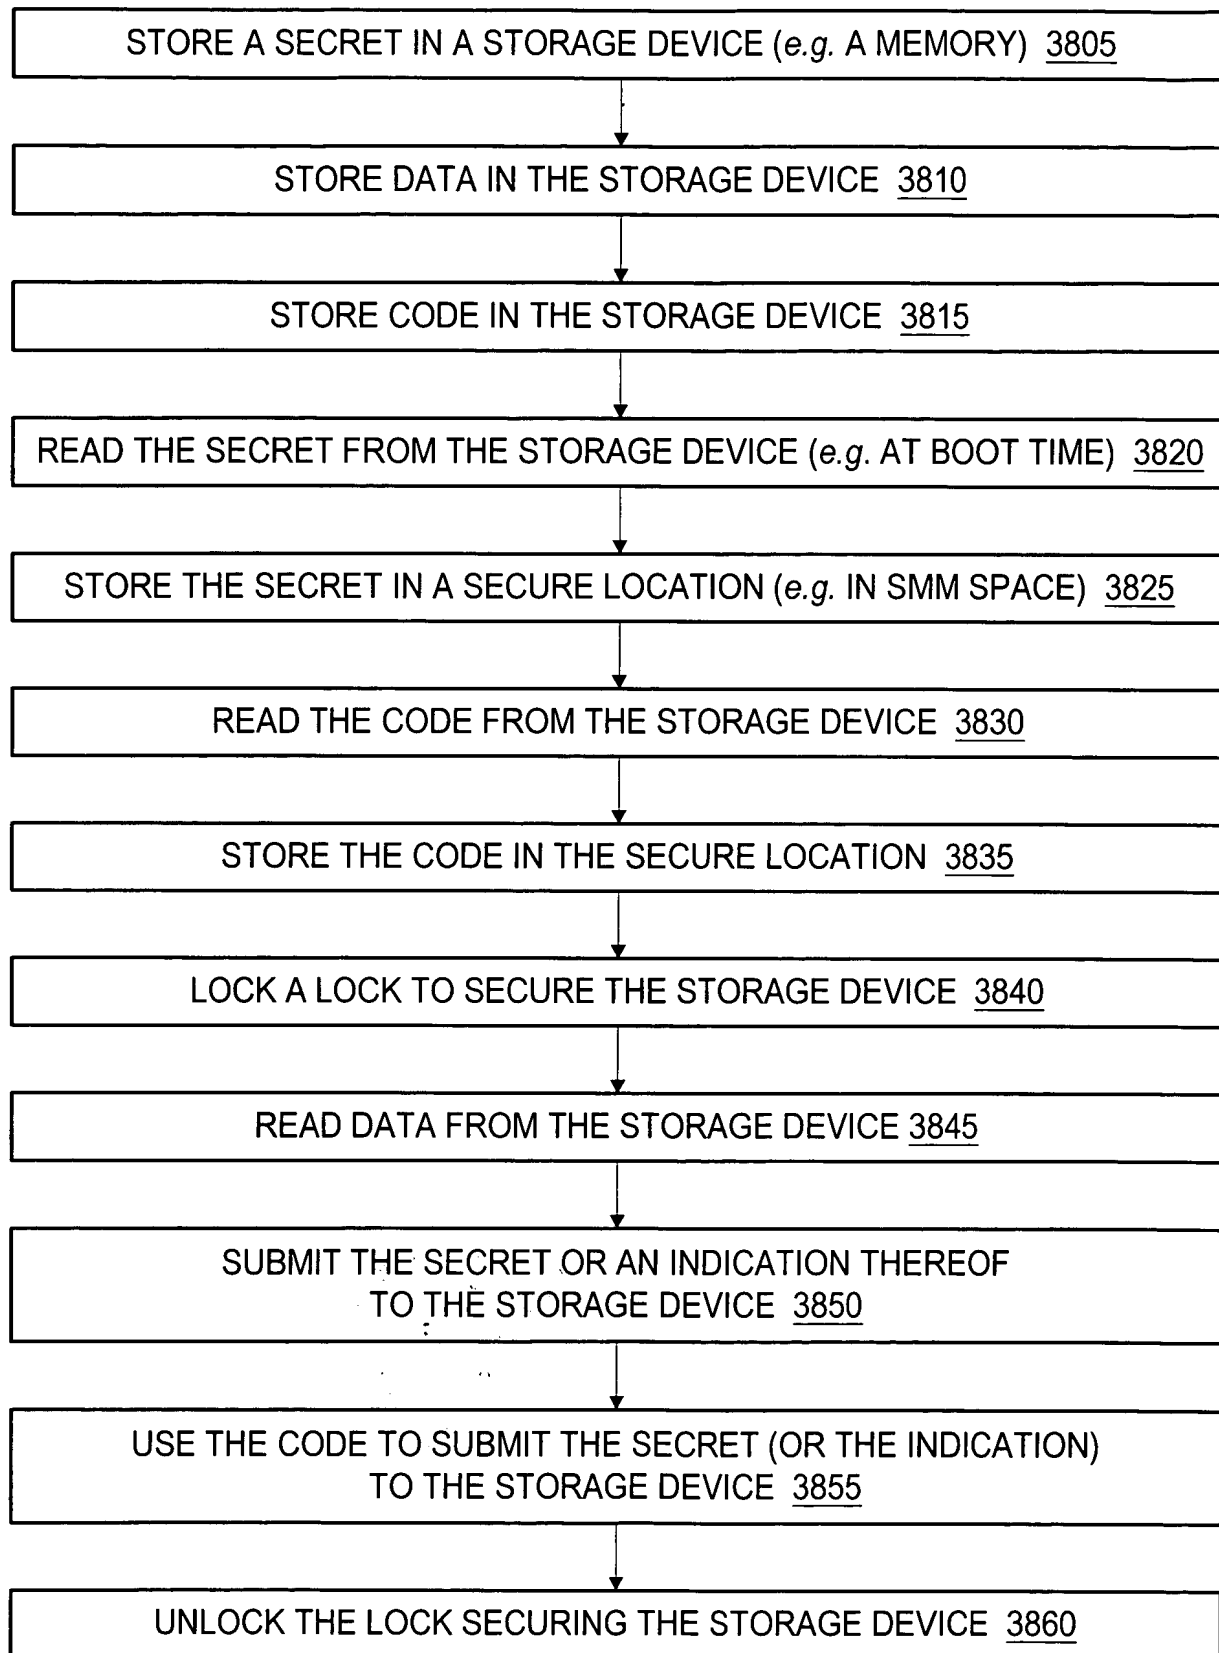 STORE A SECRET IN A STORAGE DEVICE (e.g. A MEMORY) 3805
STORE DATA IN THE STORAGE DEVICE 3810
STORE CODE IN THE STORAGE DEVICE 3815
READ THE SECRET FROM THE STORAGE DEVICE (e.g. AT BOOT TIME) 3820
STORE THE SECRET IN A SECURE LOCATION (e.g. IN SMM SPACE) 3825
READ THE CODE FROM THE STORAGE DEVICE 3830
STORE THE CODE IN THE SECURE LOCATION 3835
LOCK A LOCK TO SECURE THE STORAGE DEVICE 3840
READ DATA FROM THE STORAGE DEVICE 3845
SUBMIT THE SECRET OR AN INDICATION THEREOF
TO THE STORAGE DEVICE 3850
USE THE CODE TO SUBMIT THE SECRET (OR THE INDICATION)
TO THE STORAGE DEVICE 3855
UNLOCK THE LOCK SECURING THE STORAGE DEVICE 3860